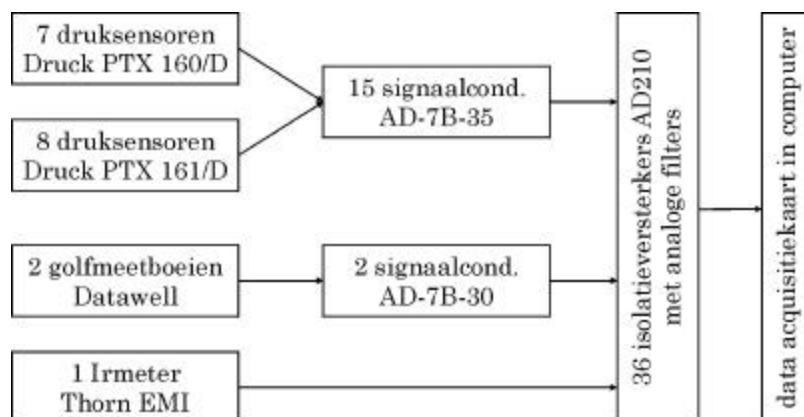 7 druksensoren
Druck PTX 160/D
8 druksensoren
Druck PTX 161/D
15 signaalcond.
AD-7B-35
2 golfmeetboeien
Datawell
2 signaalcond.
AD-7B-30
1 Irmeter
Thorn EMI
36 isolatieversterkers AD210
met analoge filters
data acquisitiekaart in computer